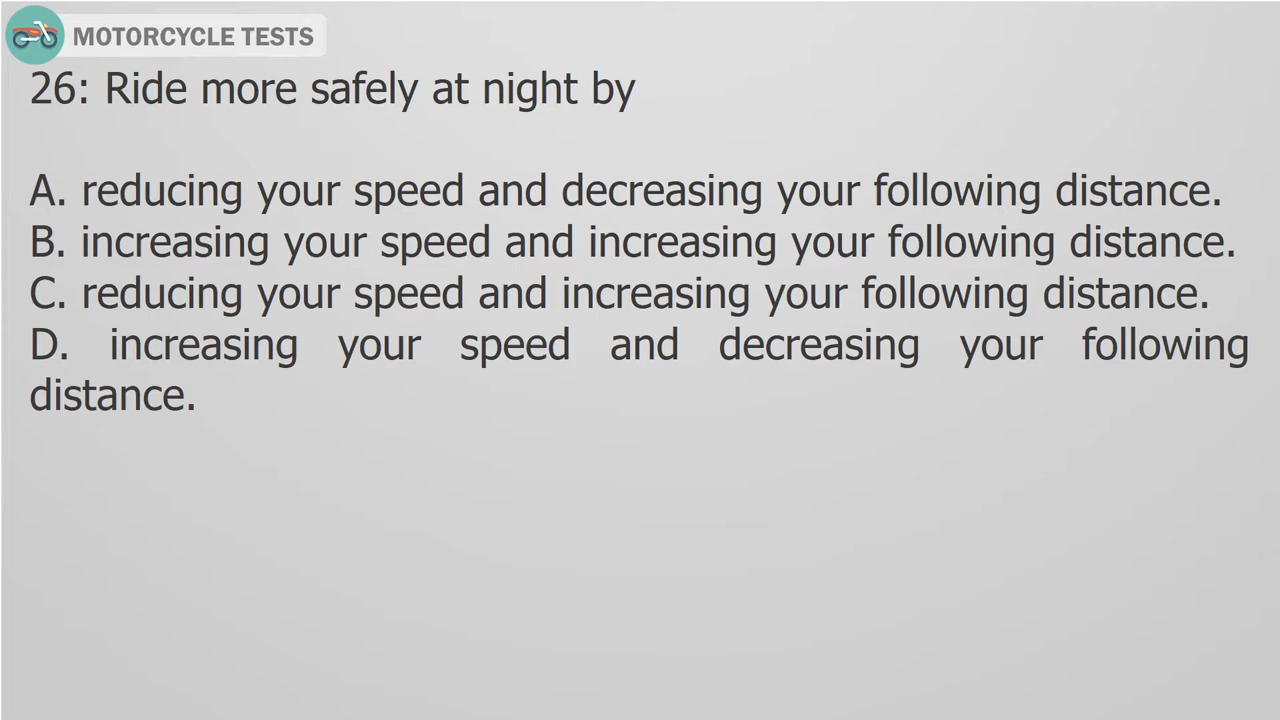 MOTORCYCLE TESTS
26: Ride more safely at night by
A. reducing your speed and decreasing your following distance.
B. increasing your speed and increasing your following distance.
C. reducing your speed and increasing your following distance.
D. increasing your speed and decreasing your following
distance.